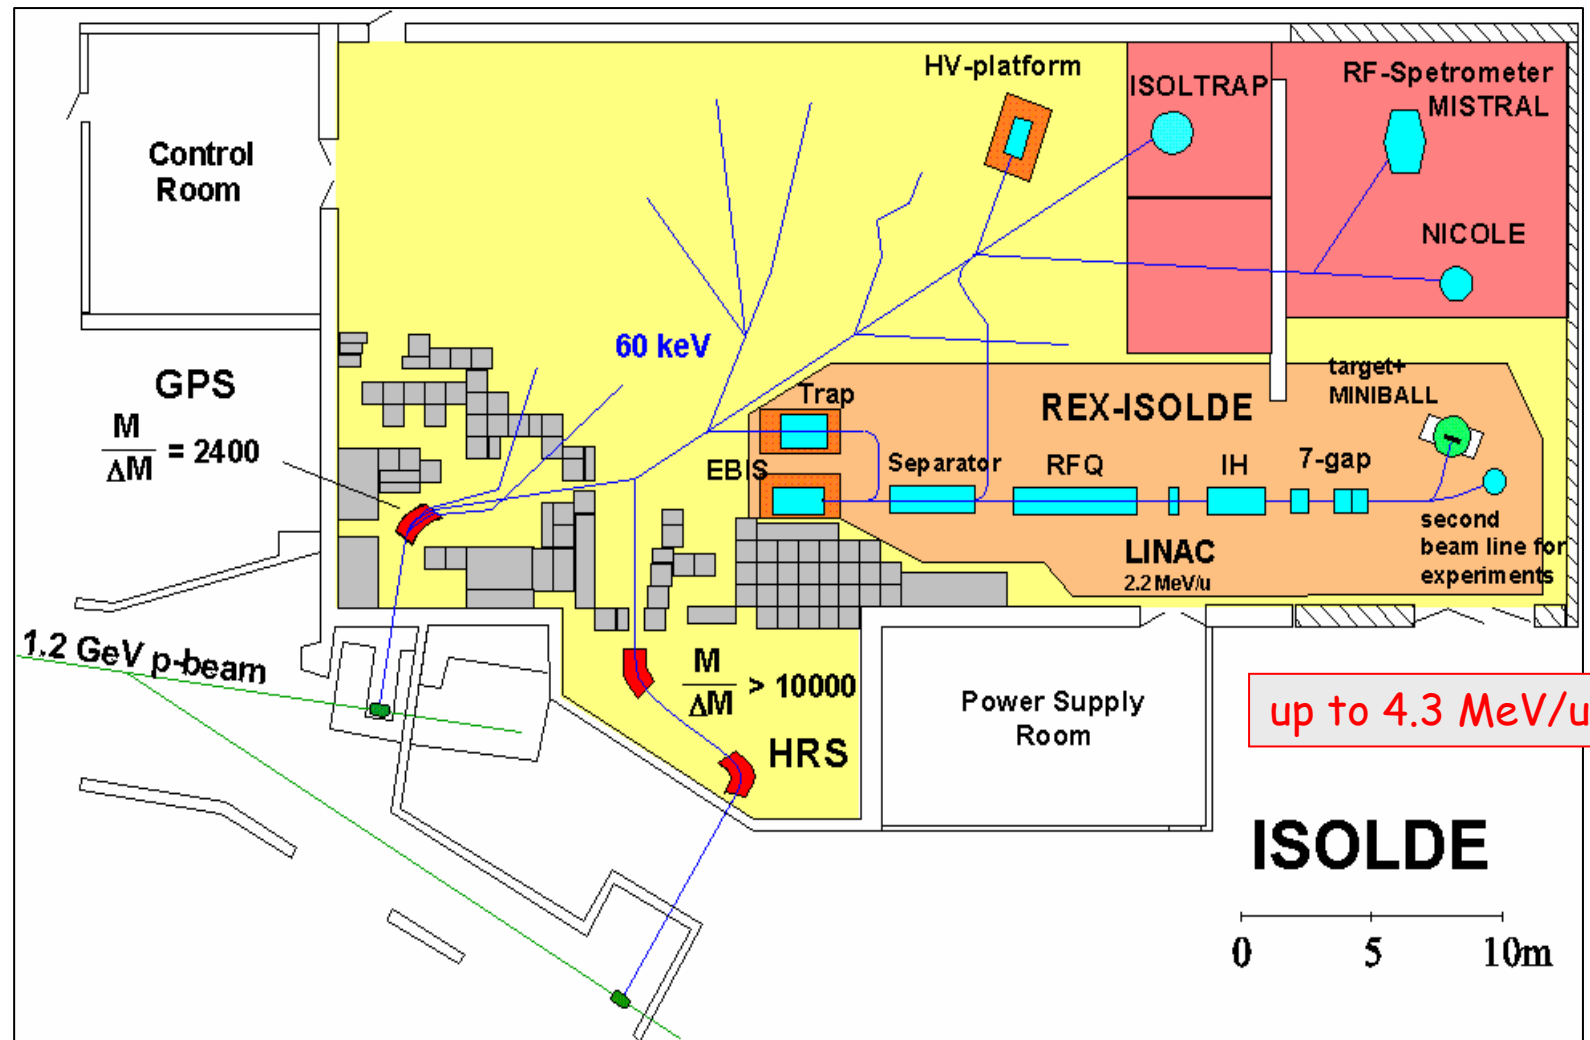 HV-platform
ISOLTRAP
RF-Spetrometer
MISTRAL
Control
Room
NICOLE
60 keV
GPS
M
ΔM
= 2400
target+
MINIBALL
Trap
REX-ISOLDE
EBIS
Separator
RFQ
IH
7-gap
second
beam line for
experiments
LINAC
2.2 MeV/u
1.2 GeV p-beam
M
ΔM
> 10000
HRS
Power Supply
Room
up to 4.3 MeV/u
ISOLDE
0 5 10m